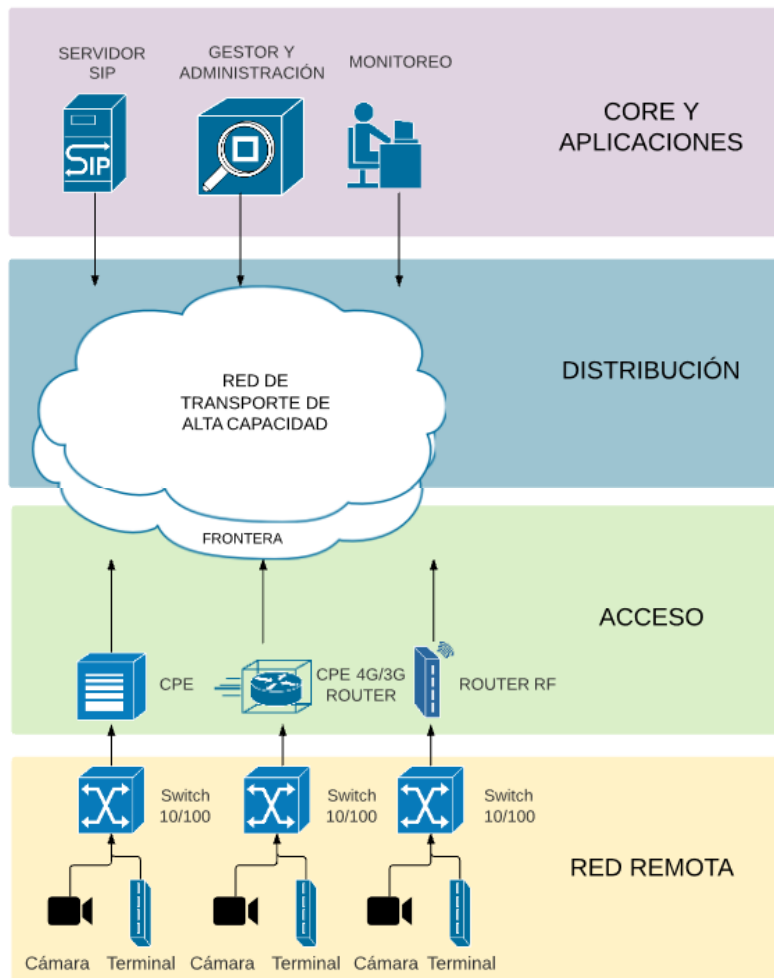 SERVIDOR
SIP
GESTOR Y
ADMINISTRACIÓN
MONITOREO
SIP
CORE Y
APLICACIONES
RED DE
TRANSPORTE DE
ALTA CAPACIDAD
DISTRIBUCIÓN
FRONTERA
ACCESO
CPE
CPE 4G/3G
ROUTER
ROUTER RF
Switch
10/100
Switch
10/100
Switch
10/100
RED REMOTA
Cámara
Terminal
Cámara
Terminal
Cámara
Terminal